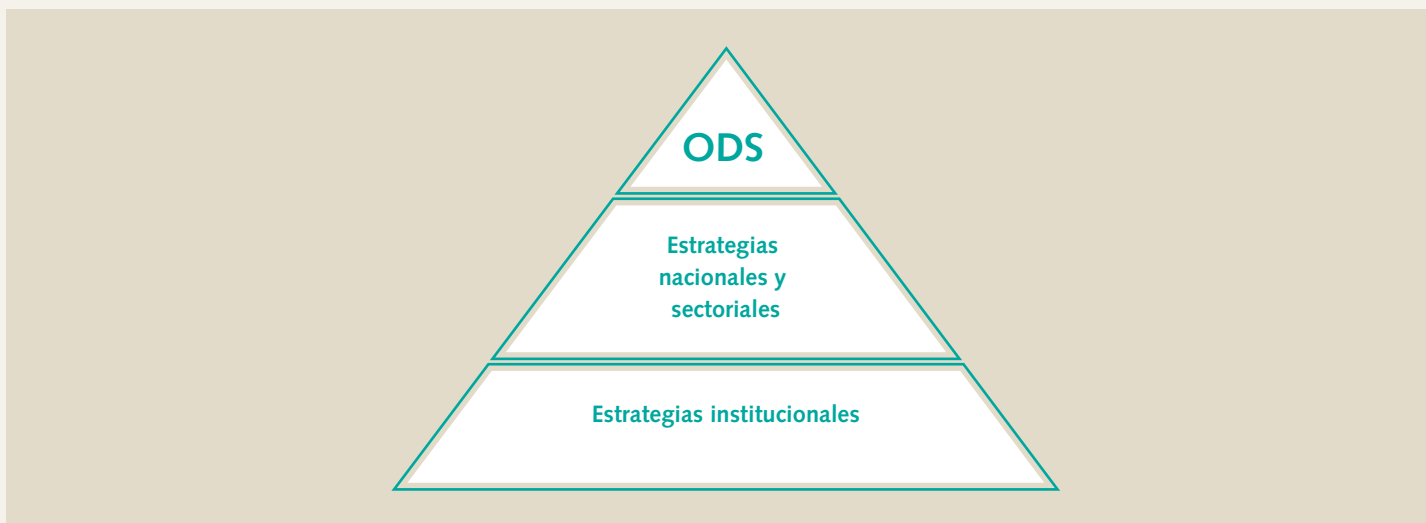 ODS
Estrategias
nacionales y
sectoriales
Estrategias institucionales